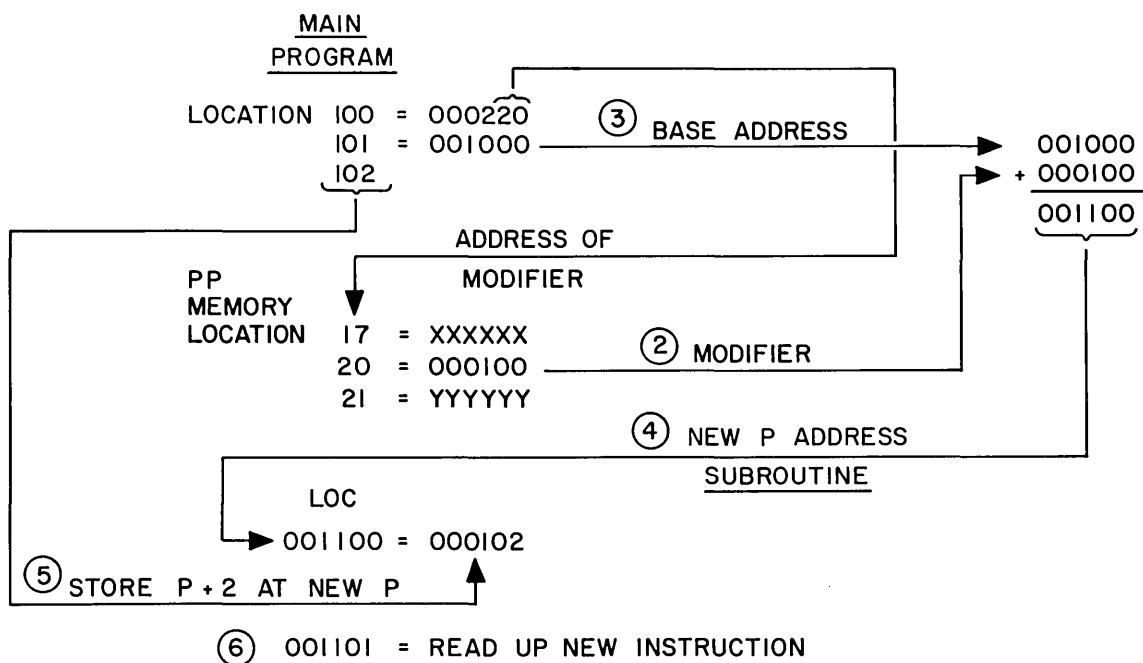 MAIN
PROGRAM
LOCATION 100 = 000220
101 = 001000
102
③ BASE ADDRESS
001000
+ 000100
001100
ADDRESS OF
MODIFIER
PP
MEMORY
LOCATION 17 = XXXXXX
20 = 000100
21 = YYYYYY
② MODIFIER
④ NEW P ADDRESS
SUBROUTINE
LOC
001100 = 000102
⑤ STORE P+2 AT NEW P
⑥ 001101 = READ UP NEW INSTRUCTION